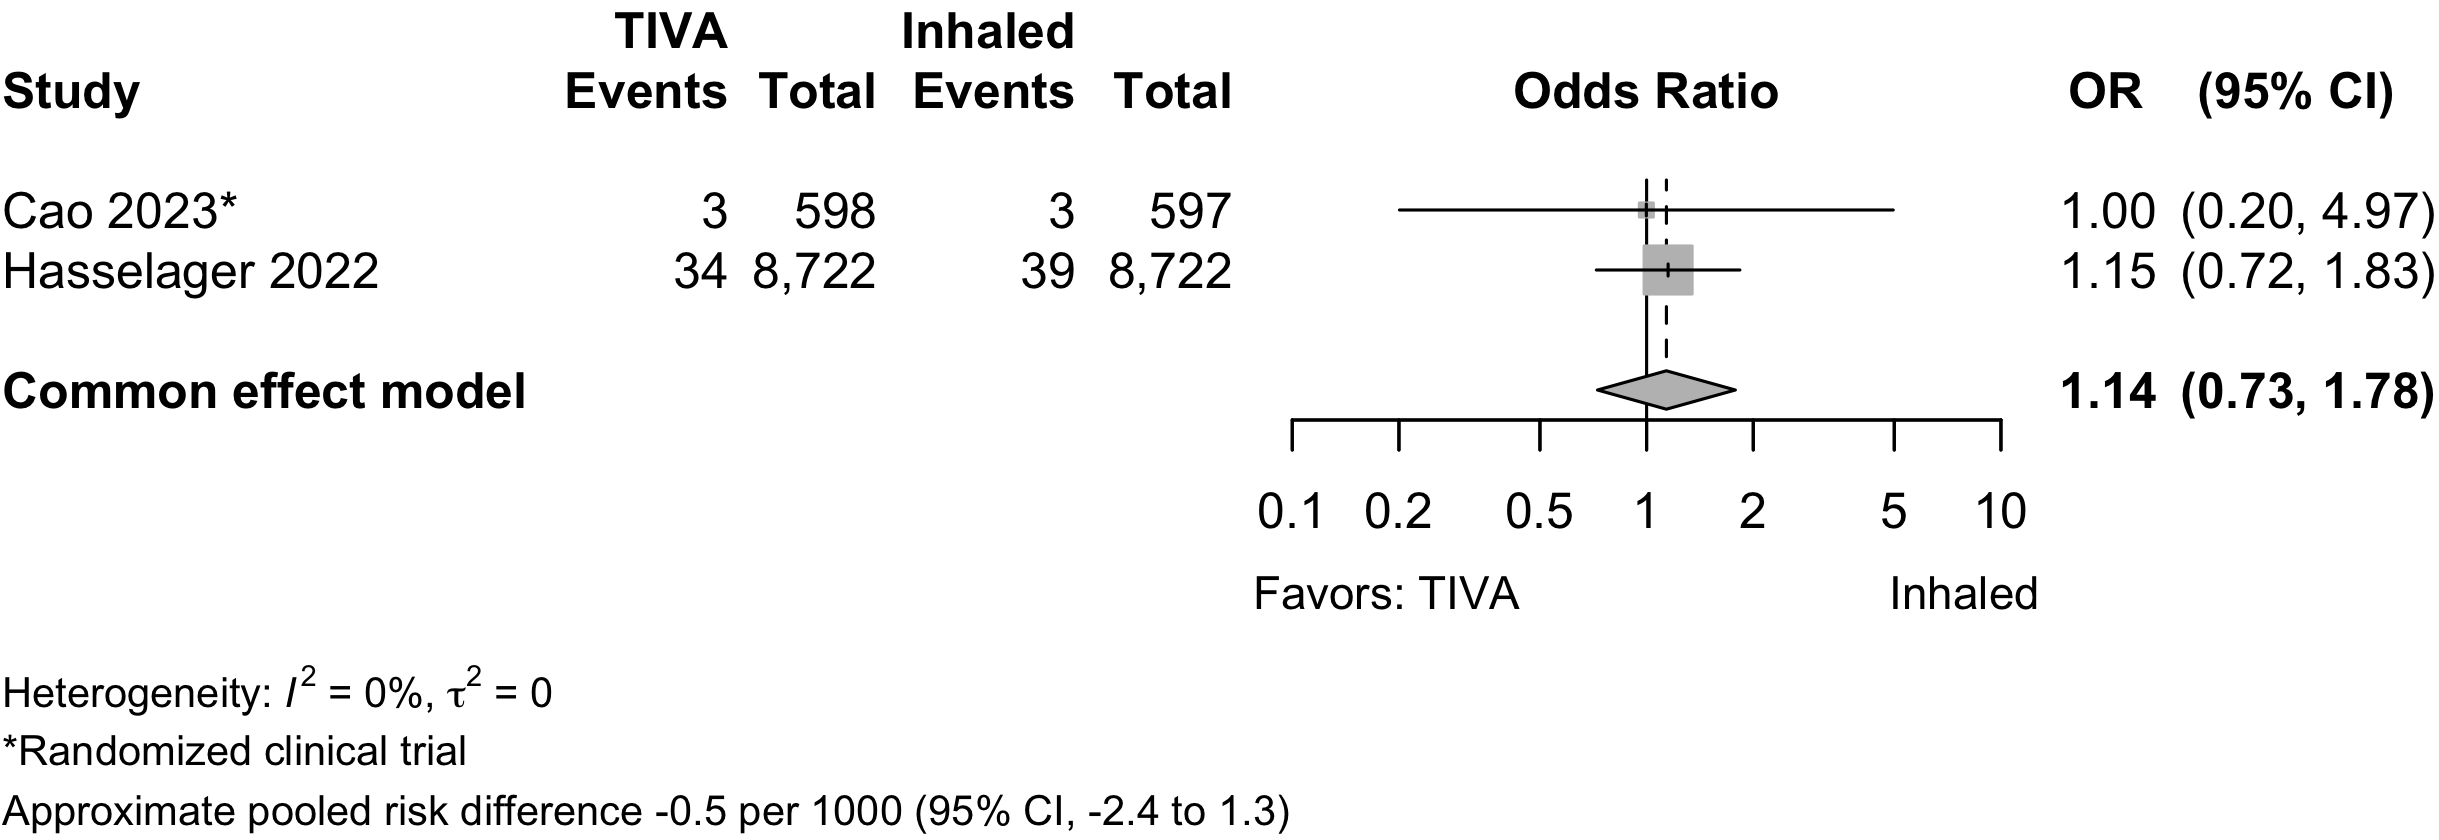 TIVA Inhaled
Study Events Total Events Total Odds Ratio OR (95% CI)
Cao 2023* 3 598 3 597 1.00 (0.20, 4.97)
Hasselager 2022 34 8,722 39 8,722 1.15 (0.72, 1.83)
Common effect model 1.14 (0.73, 1.78)
0.1 0.2 0.5 1 2 5 10
Favors: TIVA Inhaled
Heterogeneity: I² = 0%, τ² = 0
*Randomized clinical trial
Approximate pooled risk difference -0.5 per 1000 (95% CI, -2.4 to 1.3)